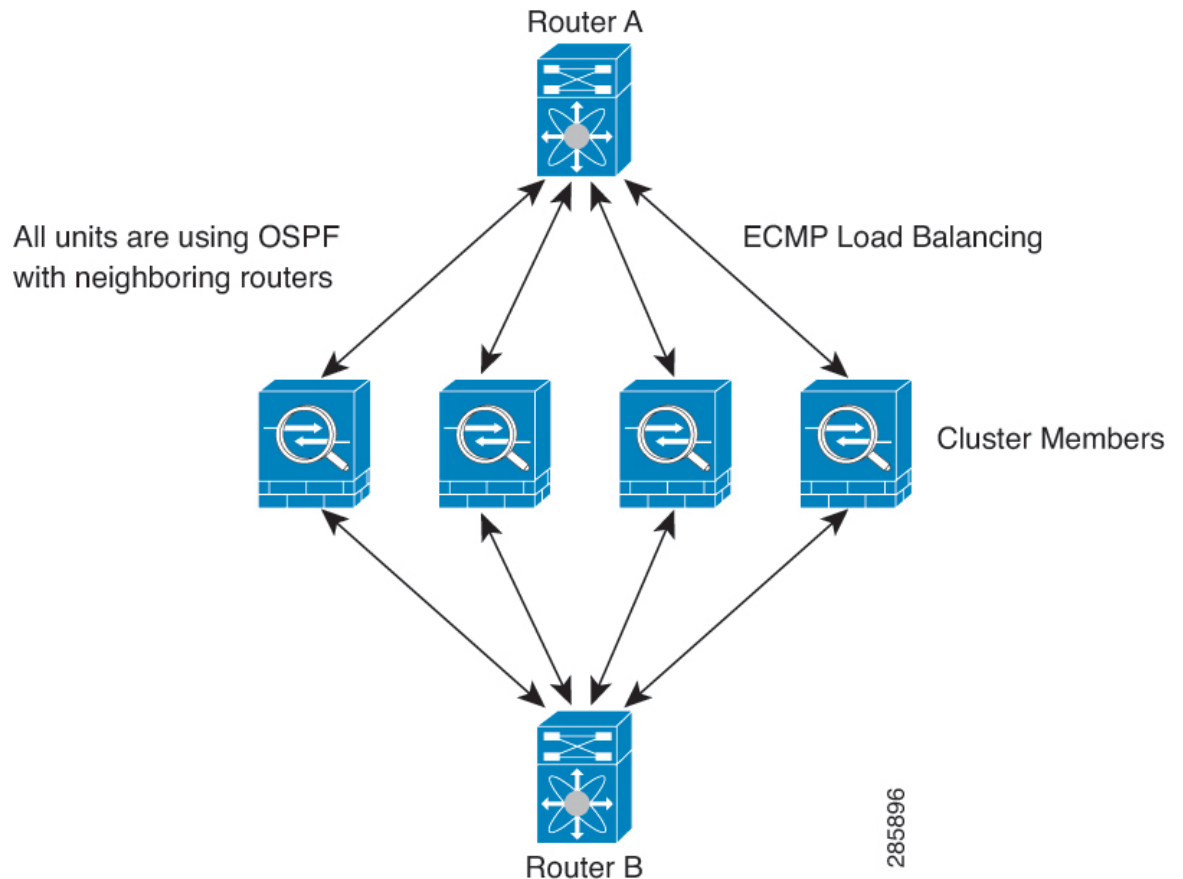 Router A
All units are using OSPF
with neighboring routers
ECMP Load Balancing
Cluster Members
285896
Router B